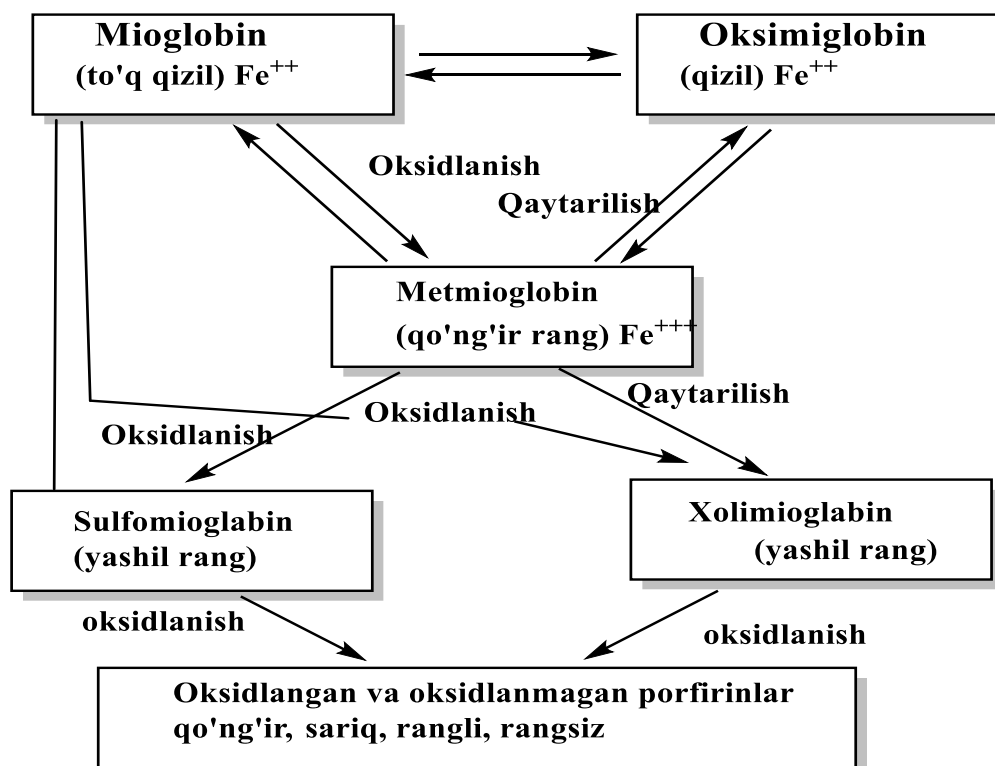 Mioglobin
(to'q qizil) Fe++
Oksimiglobin
(qizil) Fe++
Oksidlanish
Qaytarilish
Metmioglobin
(qo'ng'ir rang) Fe+++
Qaytarilish
Oksidlanish
Oksidlanish
Sulfomioglabin
(yashil rang)
Xolimioglabin
(yashil rang)
oksidlanish
oksidlanish
Oksidlangan va oksidlanmagan porfirinlar
qo'ng'ir, sariq, rangli, rangsiz